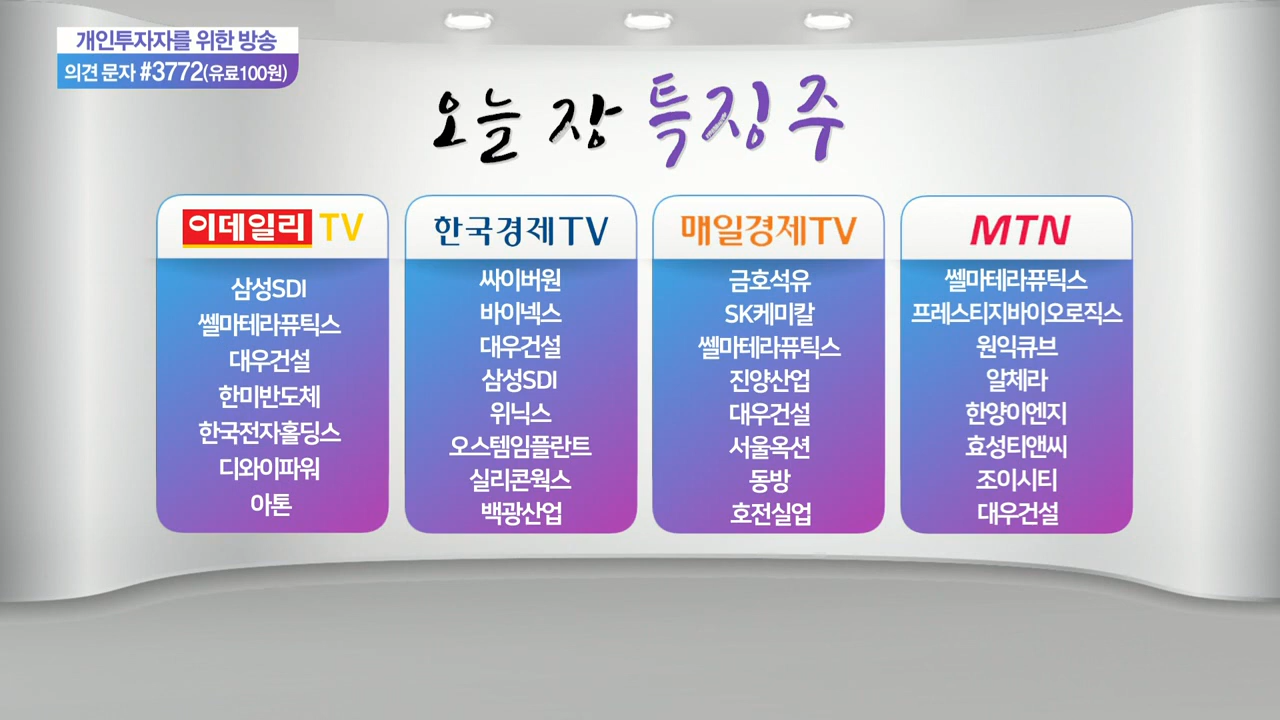 개인투자자를 위한 방송
의견 문자 #3772(유료100원)
오늘 장 특징주
이데일리 TV
삼성SDI
쎌마테라퓨틱스
대우건설
한미반도체
한국전자홀딩스
디와이파워
아톤
한국경제TV
싸이버원
바이넥스
대우건설
삼성SDI
위닉스
오스템임플란트
실리콘웍스
백광산업
매일경제TV
금호석유
SK케미칼
쎌마테라퓨틱스
진양산업
대우건설
서울옥션
동방
호전실업
MTN
쎌마테라퓨틱스
프레스티지바이오로직스
원익큐브
알체라
한양이엔지
효성티앤씨
조이시티
대우건설